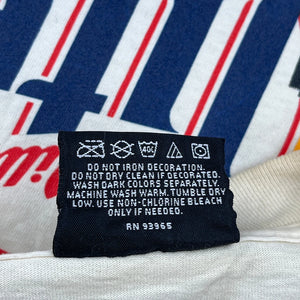 40C
DO NOT IRON DECORATION.
DO NOT DRY CLEAN IF DECORATED.
WASH DARK COLORS SEPARATELY.
MACHINE WASH WARM. TUMBLE DRY
LOW. USE NON-CHLORINE BLEACH
ONLY IF NEEDED.
RN 93965